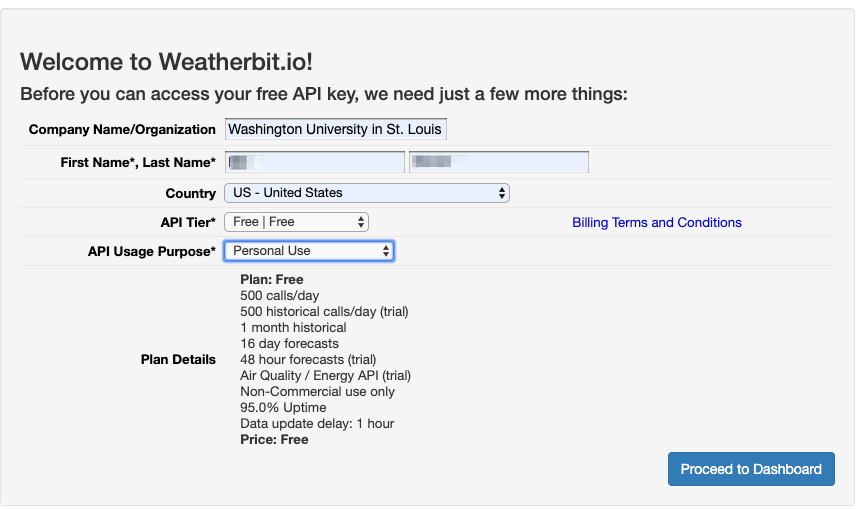 Welcome to Weatherbit.io!
Before you can access your free API key, we need just a few more things:
Company Name/Organization Washington University in St. Louis
First Name*, Last Name*
Country US - United States
API Tier* Free | Free Billing Terms and Conditions
API Usage Purpose* Personal Use
Plan: Free
500 calls/day
500 historical calls/day (trial)
1 month historical
16 day forecasts
Plan Details 48 hour forecasts (trial)
Air Quality / Energy API (trial)
Non-Commercial use only
95.0% Uptime
Data update delay: 1 hour
Price: Free
Proceed to Dashboard